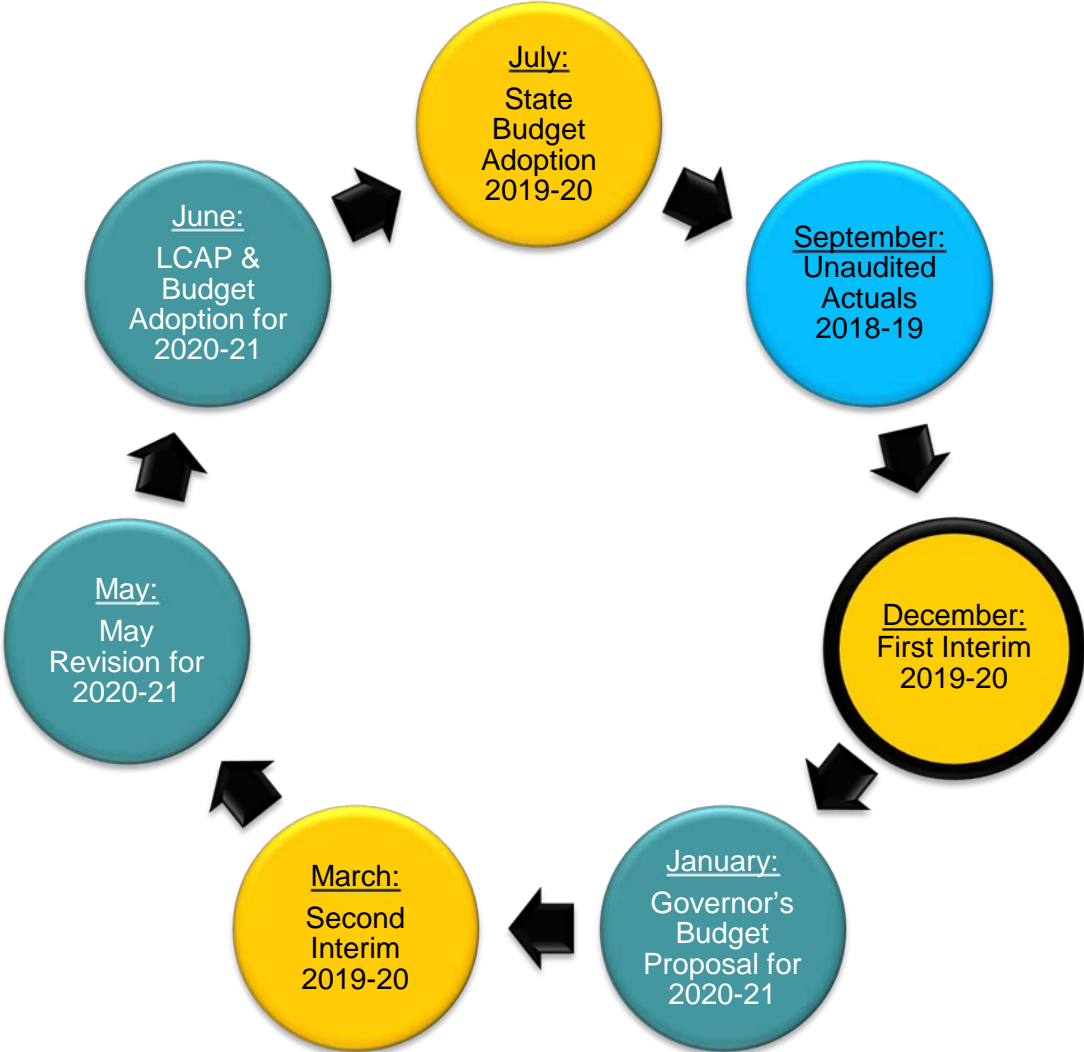 July:
State
Budget
Adoption
2019-20
September:
Unaudited
Actuals
2018-19
December:
First Interim
2019-20
January:
Governor’s
Budget
Proposal for
2020-21
March:
Second
Interim
2019-20
May:
May
Revision for
2020-21
June:
LCAP &
Budget
Adoption for
2020-21